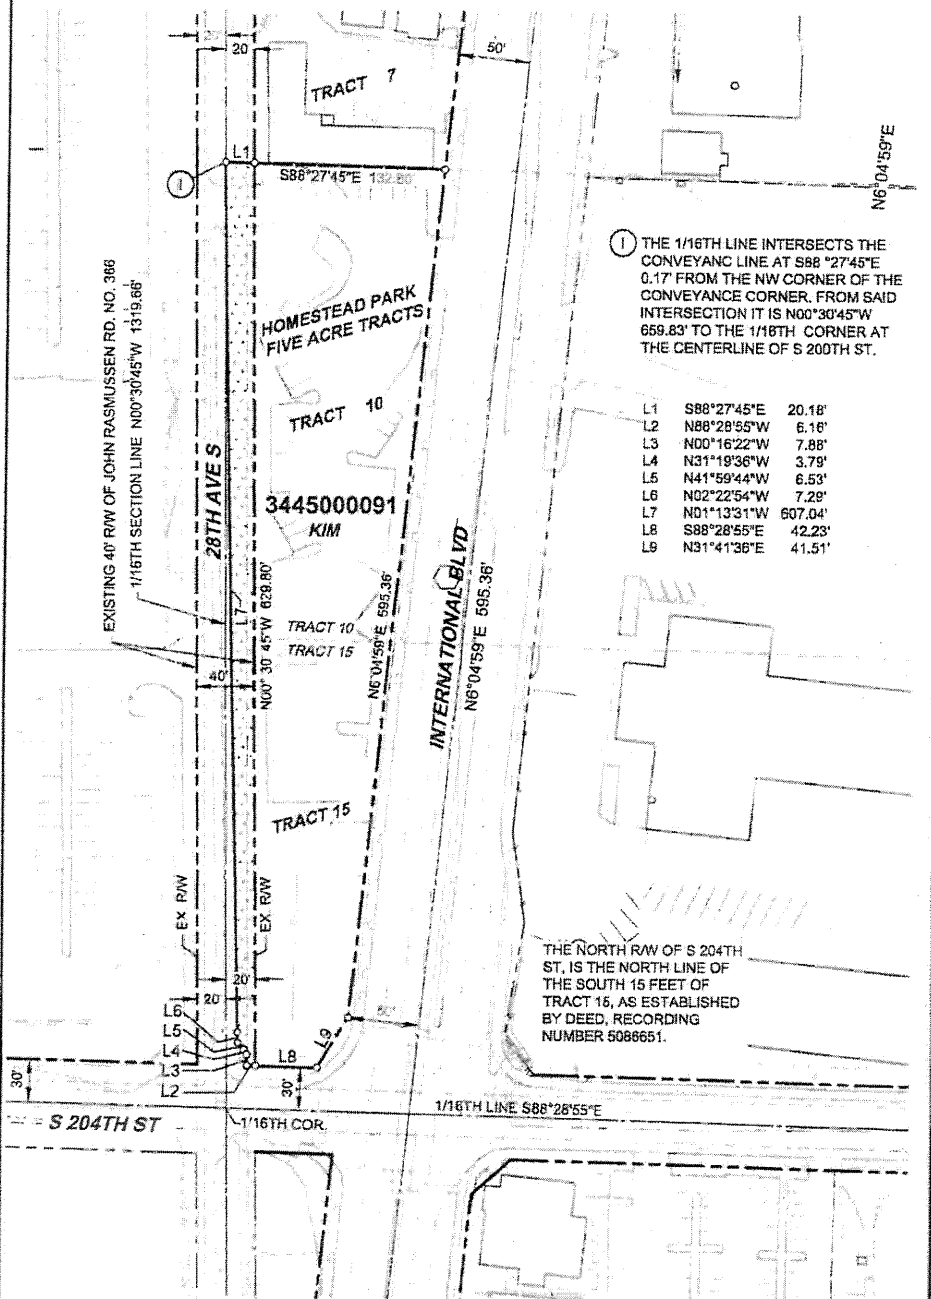 20'
20'
50'
TRACT 7
L1
S88°27'45"E 132.80
1
N6°04'59"E
1 THE 1/16TH LINE INTERSECTS THE
CONVEYANC LINE AT S88 °27'45"E
0.17' FROM THE NW CORNER OF THE
CONVEYANCE CORNER. FROM SAID
INTERSECTION IT IS N00°30'45"W
659.83' TO THE 1/16TH CORNER AT
THE CENTERLINE OF S 200TH ST.
EXISTING 40' R/W OF JOHN RASMUSSEN RD. NO. 366
1/16TH SECTION LINE N00°30'45"W 1319.66'
HOMESTEAD PARK
FIVE ACRE TRACTS
TRACT 10
L1 S88°27'45"E 20.18'
L2 N88°28'55"W 6.16'
L3 N00°16'22"W 7.88'
L4 N31°19'36"W 3.79'
L5 N41°59'44"W 6.53'
L6 N02°22'54"W 7.29'
L7 N01°13'31"W 607.04'
L8 S88°28'55"E 42.23'
L9 N31°41'36"E 41.51'
28TH AVE S
3445000091
KIM
L7
N00° 30' 45"W 629.80'
TRACT 10
TRACT 15
N6°04'59"E 595.36'
INTERNATIONAL BLVD
N6°04'59"E 595.36'
40'
TRACT 15
EX R/W
EX R/W
THE NORTH R/W OF S 204TH
ST, IS THE NORTH LINE OF
THE SOUTH 15 FEET OF
TRACT 15, AS ESTABLISHED
BY DEED, RECORDING
NUMBER 5086651.
20'
20'
L6
L5
L4
L3
L2
L8
L9
50'
30'
30'
1/16TH LINE S88°28'55"E
S 204TH ST
1/16TH COR.